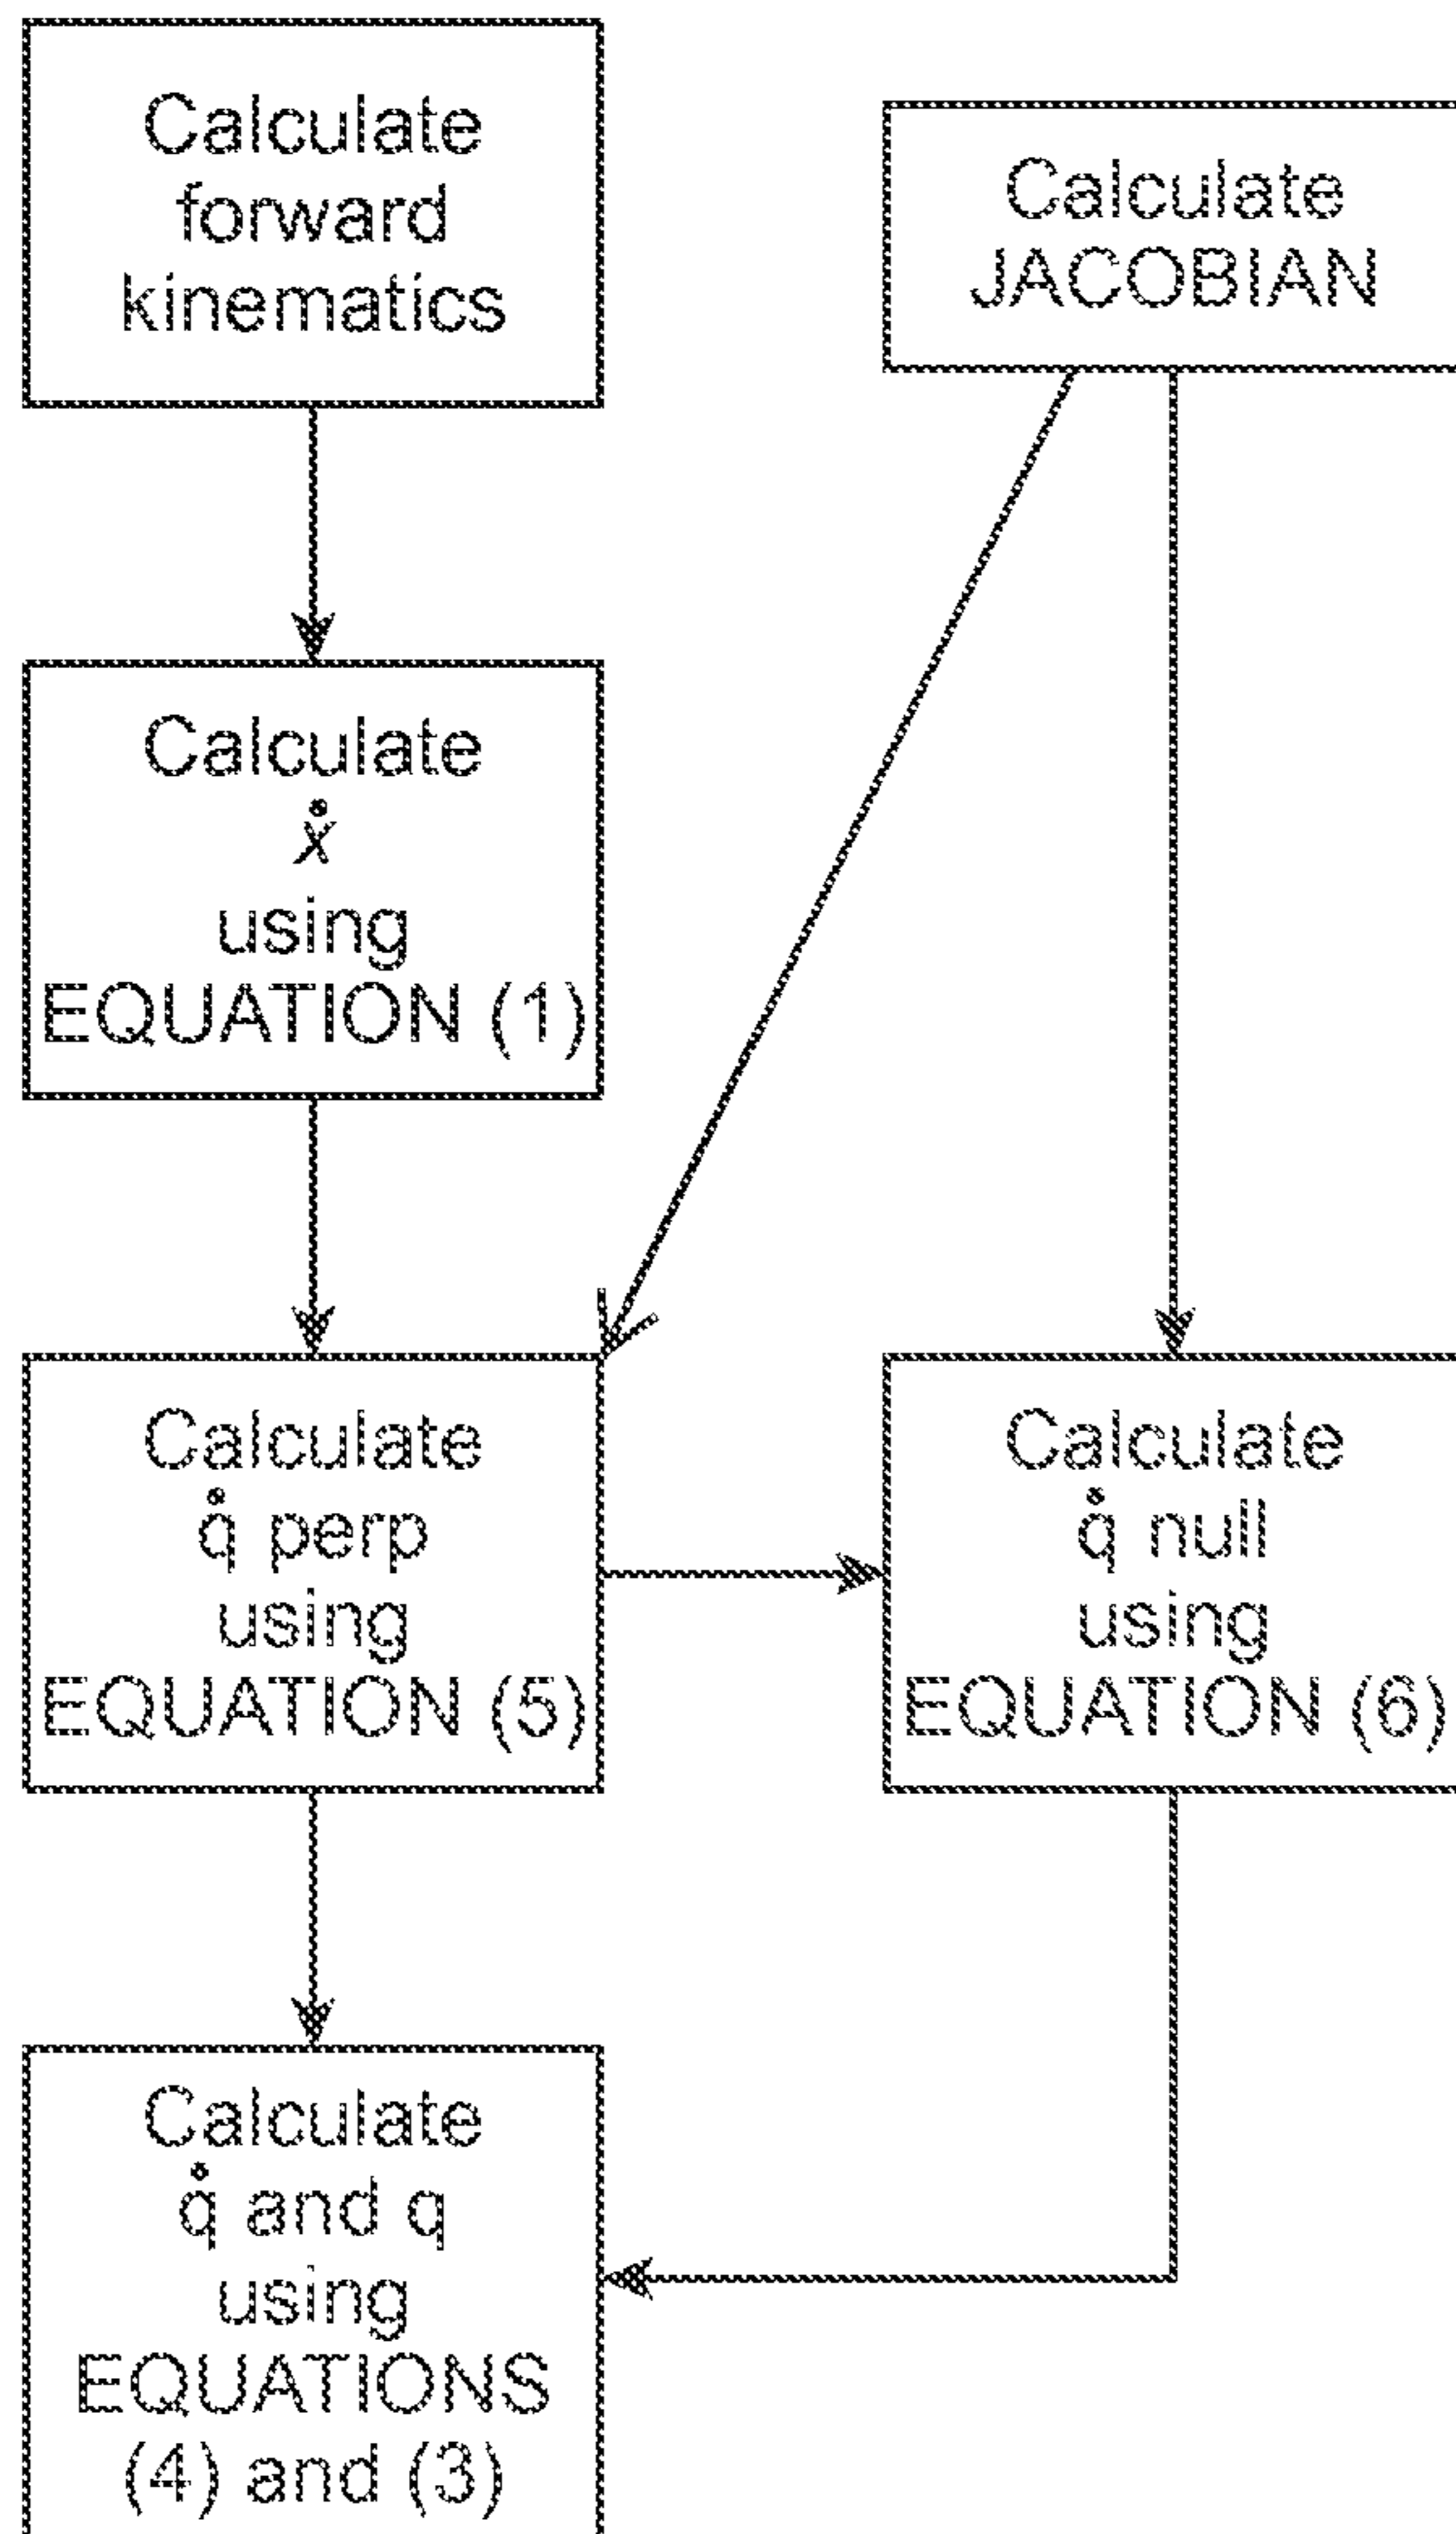 Calculate
forward
kinematics
Calculate
JACOBIAN
Calculate
ẋ
using
EQUATION (1)
Calculate
q̇ perp
using
EQUATION (5)
Calculate
q̇ null
using
EQUATION (6)
Calculate
q̇ and q
using
EQUATIONS
(4) and (3)